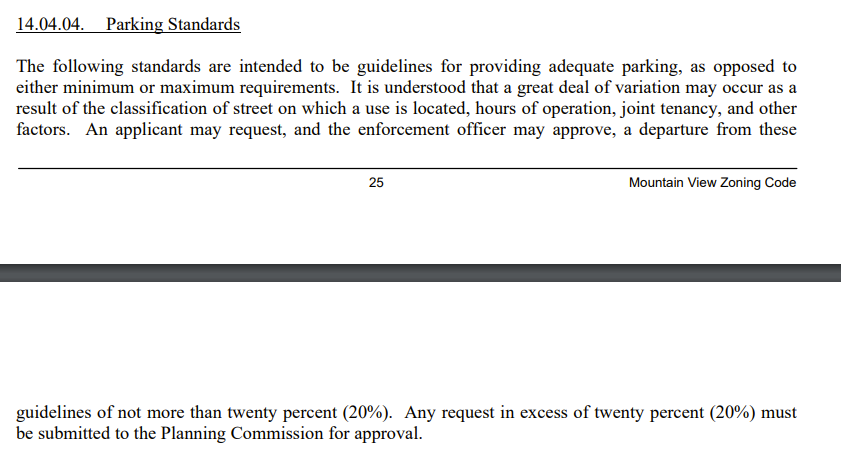 14.04.04. Parking Standards
The following standards are intended to be guidelines for providing adequate parking, as opposed to
either minimum or maximum requirements. It is understood that a great deal of variation may occur as a
result of the classification of street on which a use is located, hours of operation, joint tenancy, and other
factors. An applicant may request, and the enforcement officer may approve, a departure from these
25 Mountain View Zoning Code
guidelines of not more than twenty percent (20%). Any request in excess of twenty percent (20%) must
be submitted to the Planning Commission for approval.